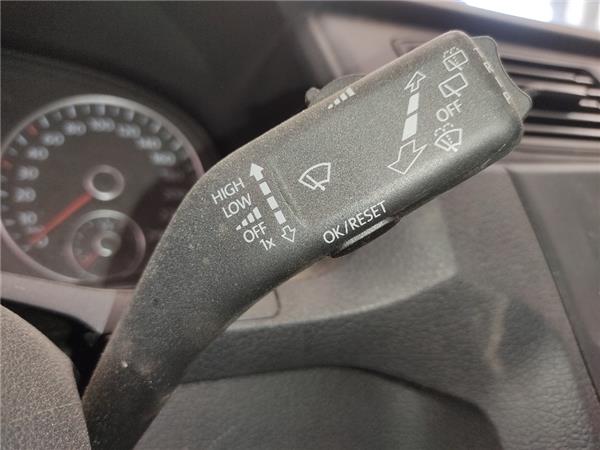 HIGH
LOW
OFF
1x
OK/RESET
OFF